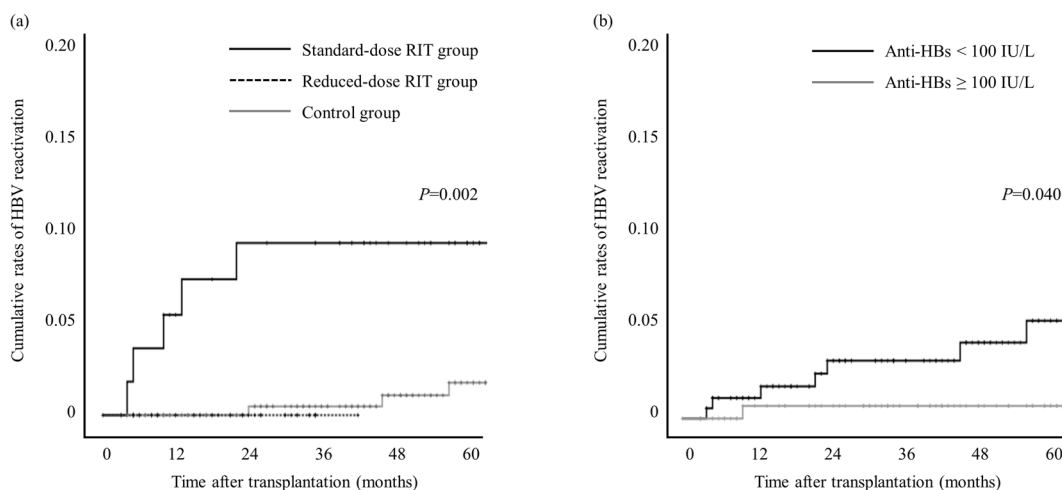 (a)
Cumulative rates of HBV reactivation
0.20
0.15
0.10
0.05
0
Standard-dose RIT group
Reduced-dose RIT group
Control group
P=0.002
0 12 24 36 48 60
Time after transplantation (months)
(b)
Cumulative rates of HBV reactivation
0.20
0.15
0.10
0.05
0
Anti-HBs < 100 IU/L
Anti-HBs ≥ 100 IU/L
P=0.040
0 12 24 36 48 60
Time after transplantation (months)